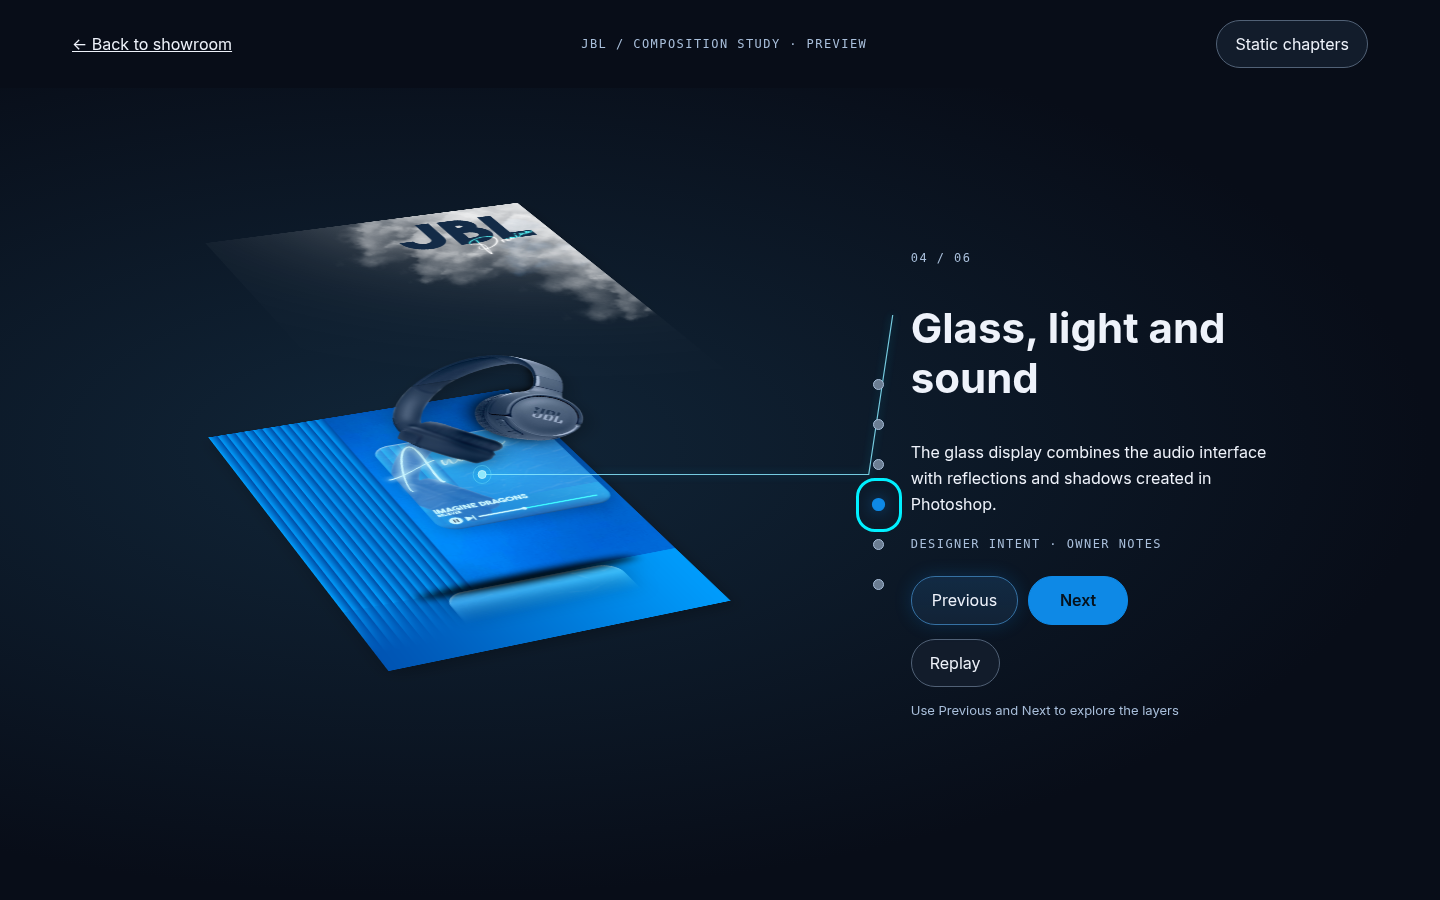 ← Back to showroom
JBL / COMPOSITION STUDY · PREVIEW
Static chapters
JBL
04 / 06
Glass, light and
sound
JBL
The glass display combines the audio interface
with reflections and shadows created in
Photoshop.
IMAGINE DRAGONS
DESIGNER INTENT · OWNER NOTES
Previous
Next
Replay
Use Previous and Next to explore the layers